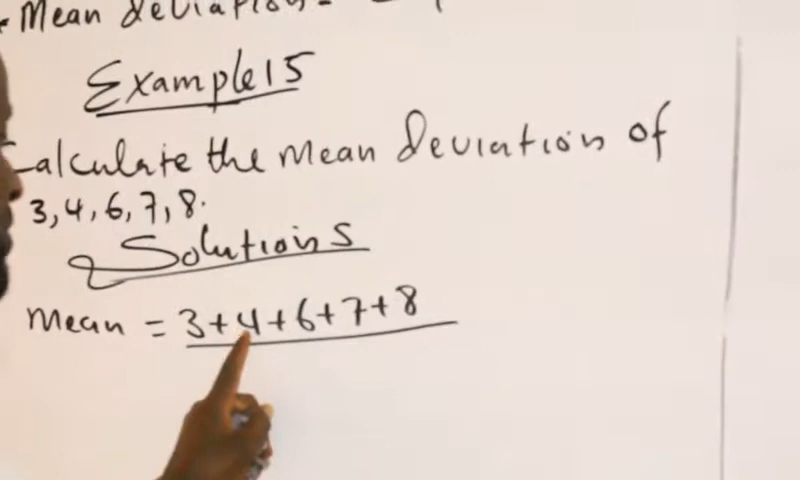 Mean deviation =
Example 15
Calculate the mean Deviation of
3, 4, 6, 7, 8.
Solutions
Mean = 3+4+6+7+8